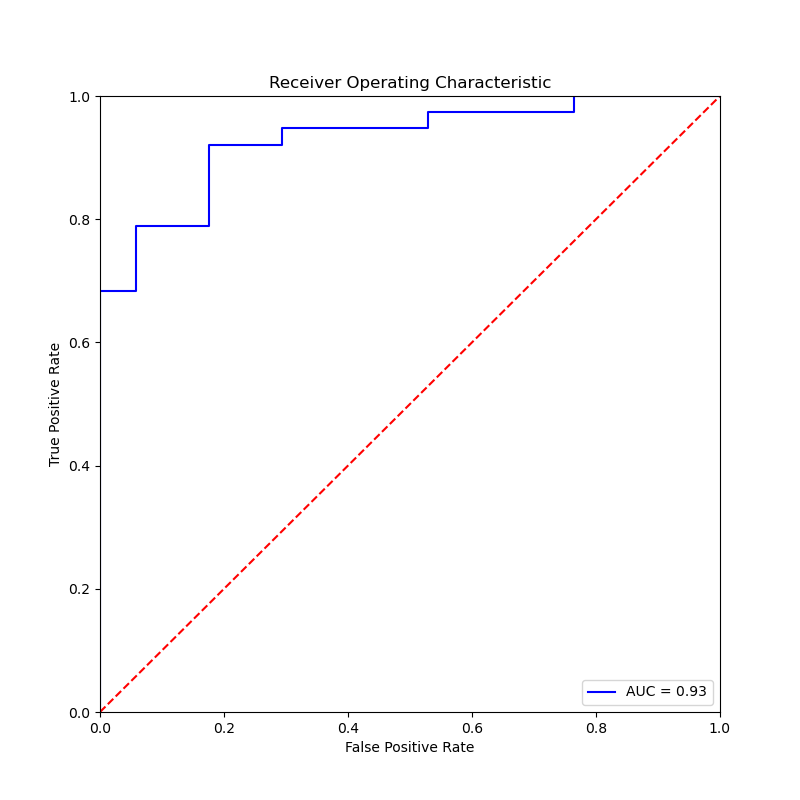 Receiver Operating Characteristic
1.0
0.8
0.6
0.4
0.2
0.0
True Positive Rate
AUC = 0.93
0.0 0.2 0.4 0.6 0.8 1.0
False Positive Rate